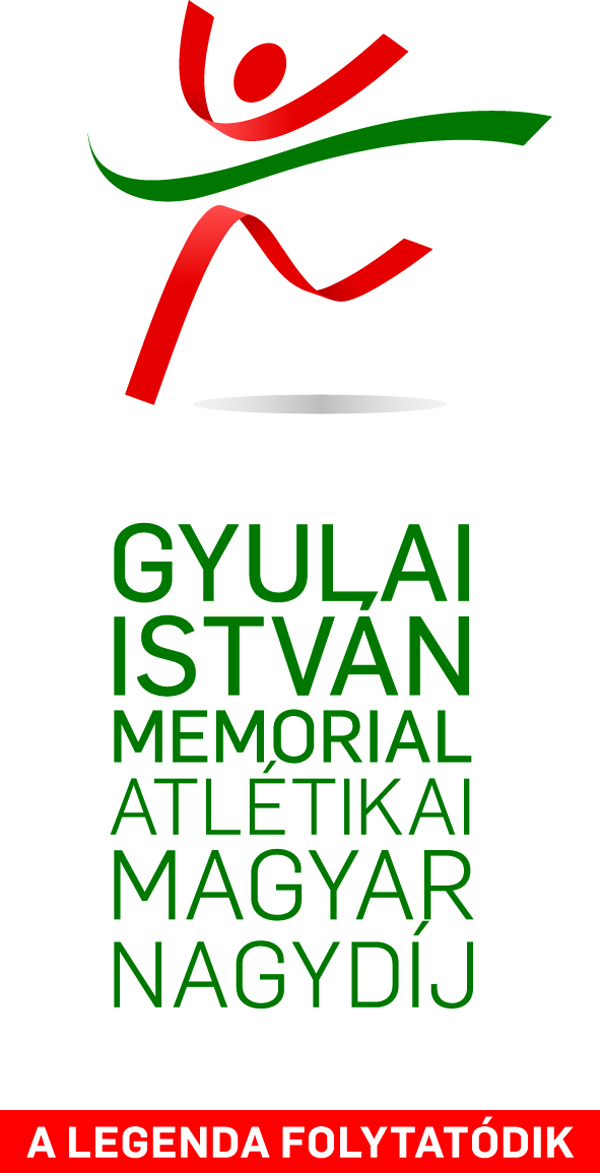 GYULAI
ISTVÁN
MEMORIAL
ATLÉTIKAI
MAGYAR
NAGYDÍJ
A LEGENDA FOLYTATÓDIK